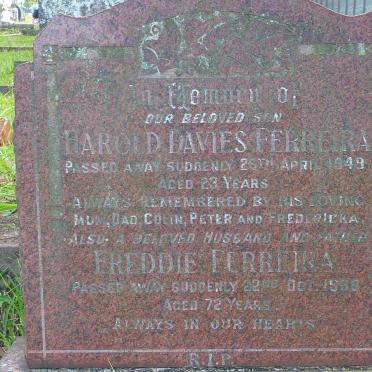 In Memory of
OUR BELOVED SON
HAROLD DAVIES FERREIRA
PASSED AWAY SUDDENLY 25TH APRIL 1949
AGED 23 YEARS
ALWAYS REMEMBERED BY HIS LOVING
MUM, DAD, COLIN, PETER AND FREDERICKA.
ALSO A BELOVED HUSBAND AND FATHER
FREDDIE FERREIRA
PASSED AWAY SUDDENLY 22ND OCT.
AGED 72 YEARS
ALWAYS IN OUR HEARTS
R.I.P.